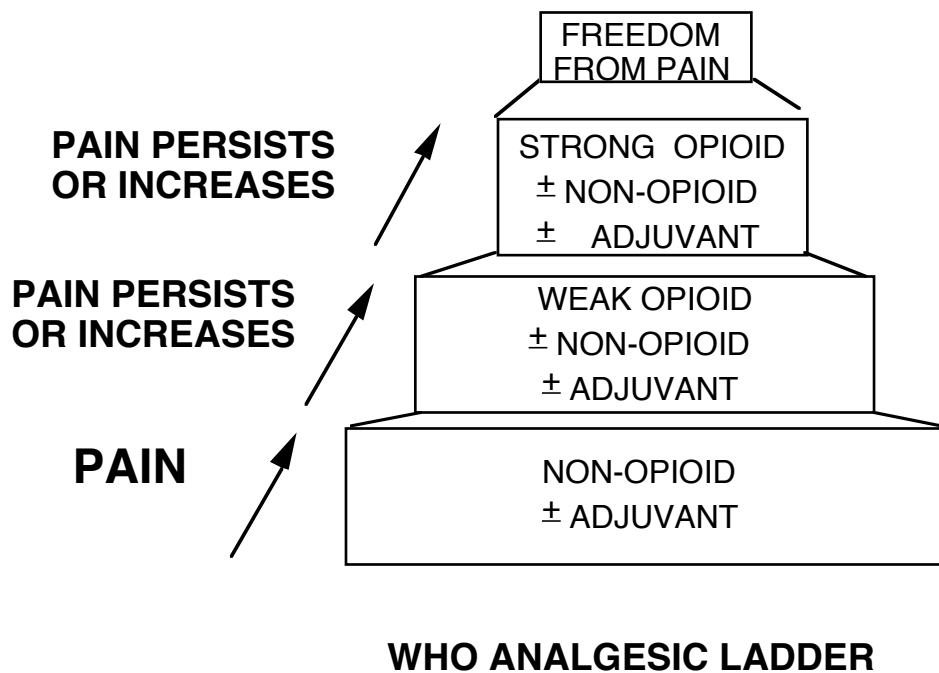 FREEDOM
FROM PAIN
PAIN PERSISTS
OR INCREASES
STRONG OPIOID
± NON-OPIOID
± ADJUVANT
PAIN PERSISTS
OR INCREASES
WEAK OPIOID
± NON-OPIOID
± ADJUVANT
PAIN
NON-OPIOID
± ADJUVANT
WHO ANALGESIC LADDER